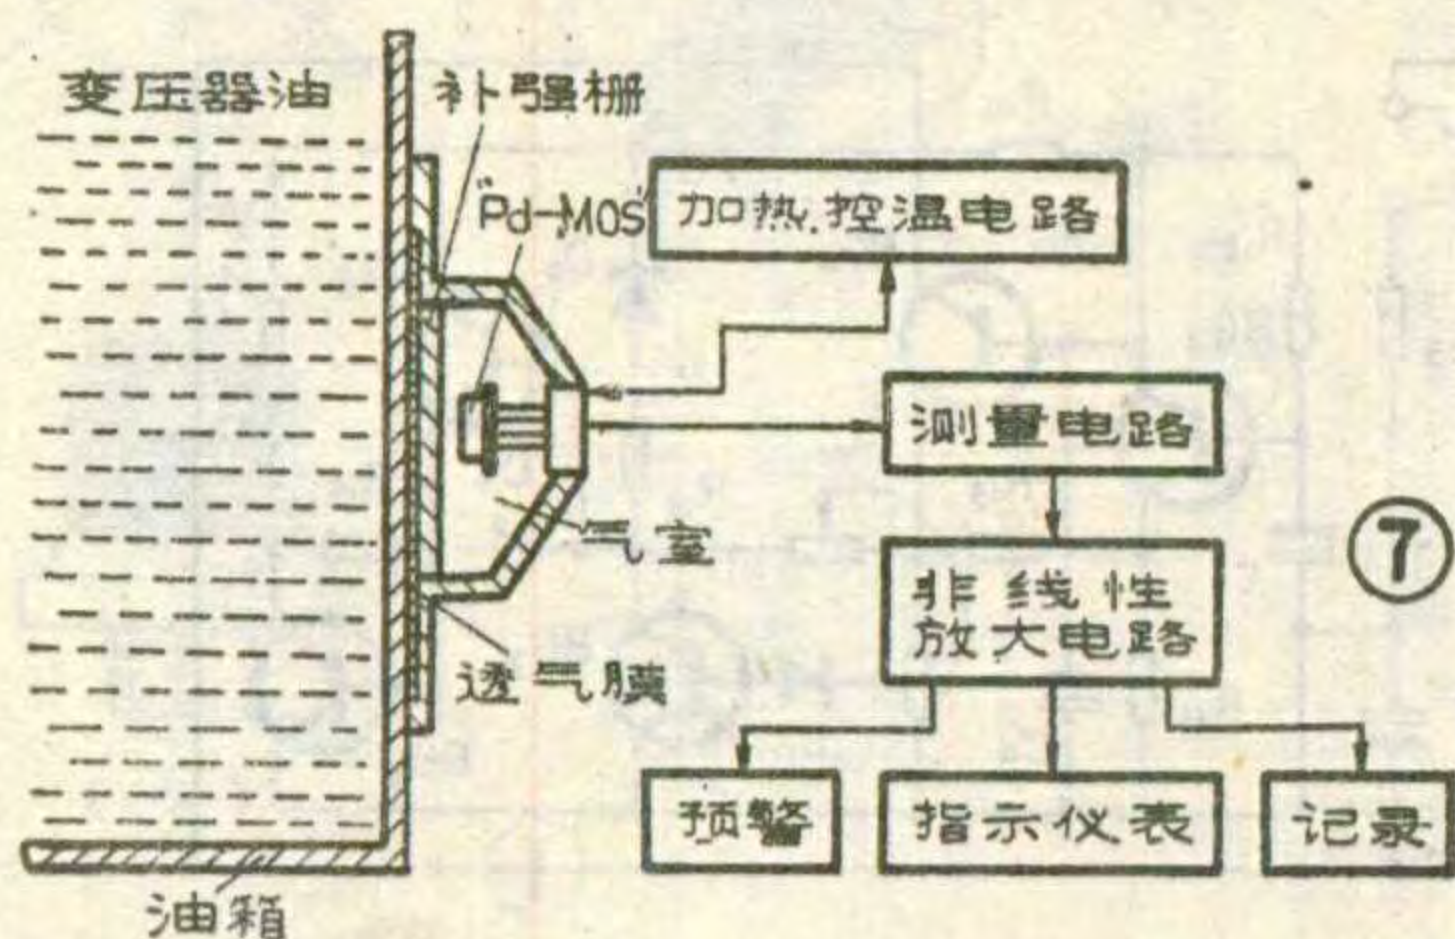 变压器油
补强栅
"Pd-MOS"
加热.控温电路
测量电路
气室
⑦
非线性
放大电路
透气膜
预警
指示仪表
记录
油箱